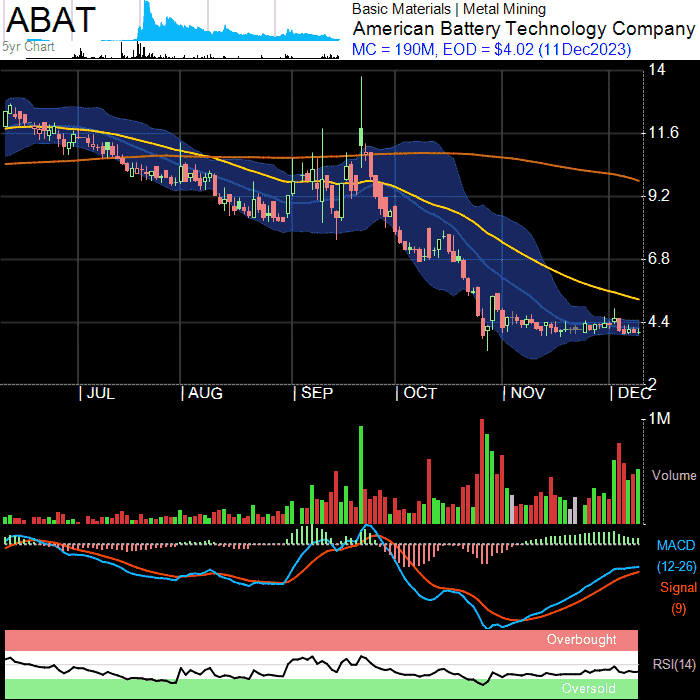 ABAT
5yr Chart
Basic Materials | Metal Mining
American Battery Technology Company
MC = 190M, EOD = $4.02 (11Dec2023)
14
11.6
9.2
6.8
4.4
2
JUL AUG SEP OCT NOV DEC
1M
Volume
MACD
(12-26)
Signal
(9)
Overbought
RSI(14)
Oversold